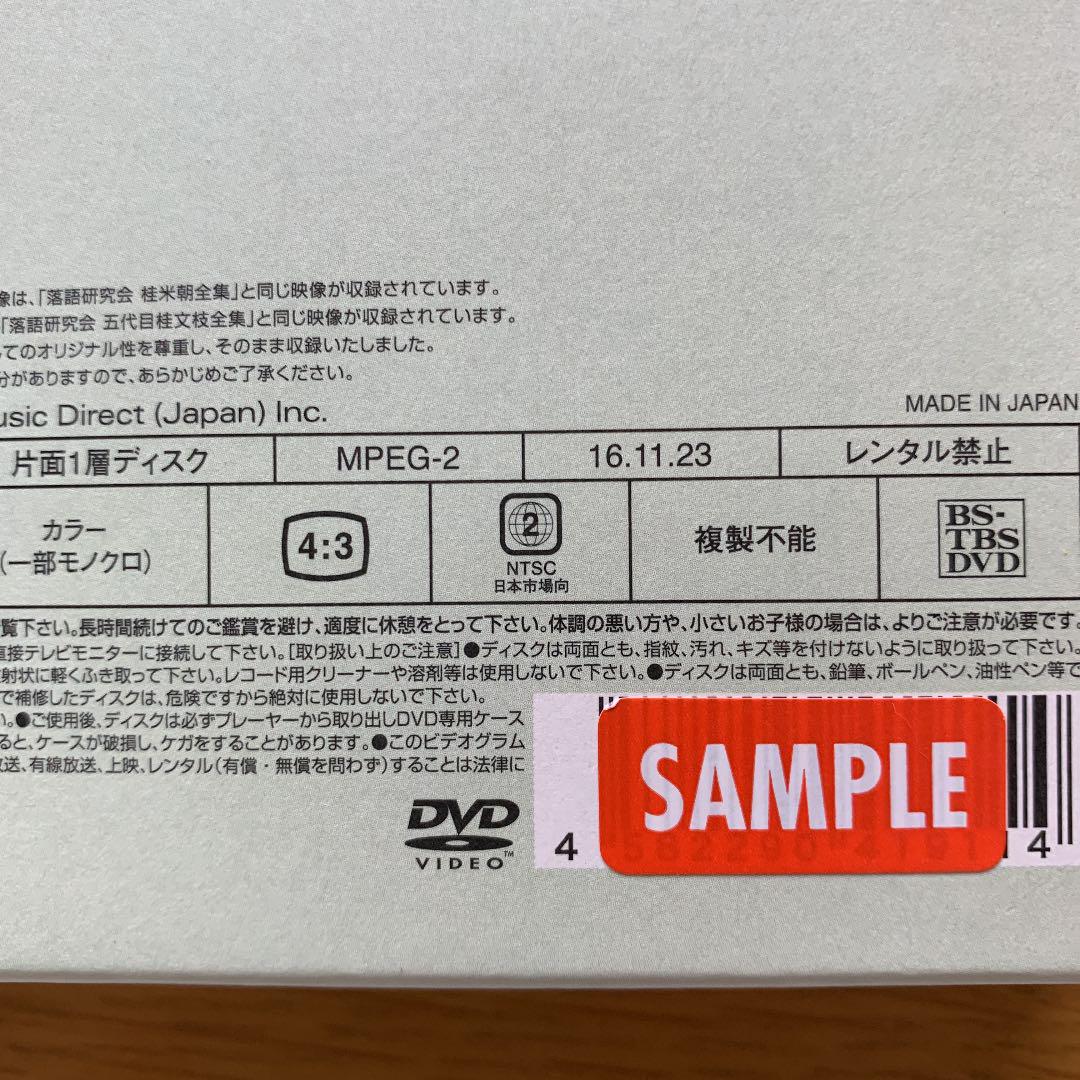 像は、「落語研究会 桂米朝全集」と同じ映像が収録されています。
「落語研究会 五代目桂文枝全集」と同じ映像が収録されています。
てのオリジナル性を尊重し、そのまま収録いたしました。
分がありますので、あらかじめご了承ください。
usic Direct (Japan) Inc.
MADE IN JAPAN
片面1層ディスク
MPEG-2
16.11.23
レンタル禁止
カラー
(一部モノクロ)
4:3
2
NTSC
日本市場向
複製不能
BS-
TBS
DVD
覧下さい。長時間続けてのご鑑賞を避け、適度に休憩をとって下さい。体調の悪い方や、小さいお子様の場合は、よりご注意が必要です。
直接テレビモニターに接続して下さい。[取り扱い上のご注意]●ディスクは両面とも、指紋、汚れ、キズ等を付けないように取り扱って下さい。
射状に軽くふき取って下さい。レコード用クリーナーや溶剤等は使用しないで下さい。●ディスクは両面とも、鉛筆、ボールペン、油性ペン等で
で補修したディスクは、危険ですから絶対に使用しないで下さい。
い。●ご使用後、ディスクは必ずプレーヤーから取り出しDVD専用ケース
ると、ケースが破損し、ケガをすることがあります。●このビデオグラム
放送、有線放送、上映、レンタル(有償・無償を問わず)することは法律に
DVD
VIDEO™
SAMPLE
4 582290 419114